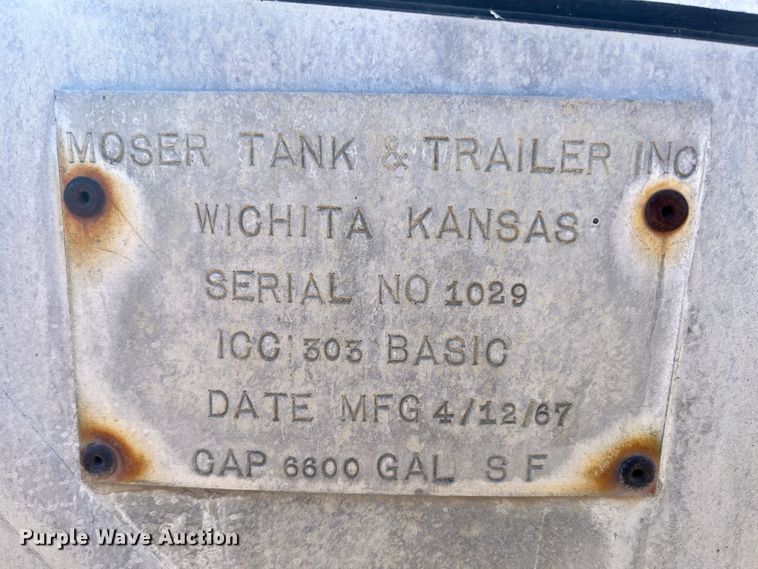 MOSER TANK & TRAILER INC
WICHITA KANSAS
SERIAL NO 1029
ICC 303 BASIC
DATE MFG 4/12/67
CAP 6600 GAL S F
Purple Wave Auction